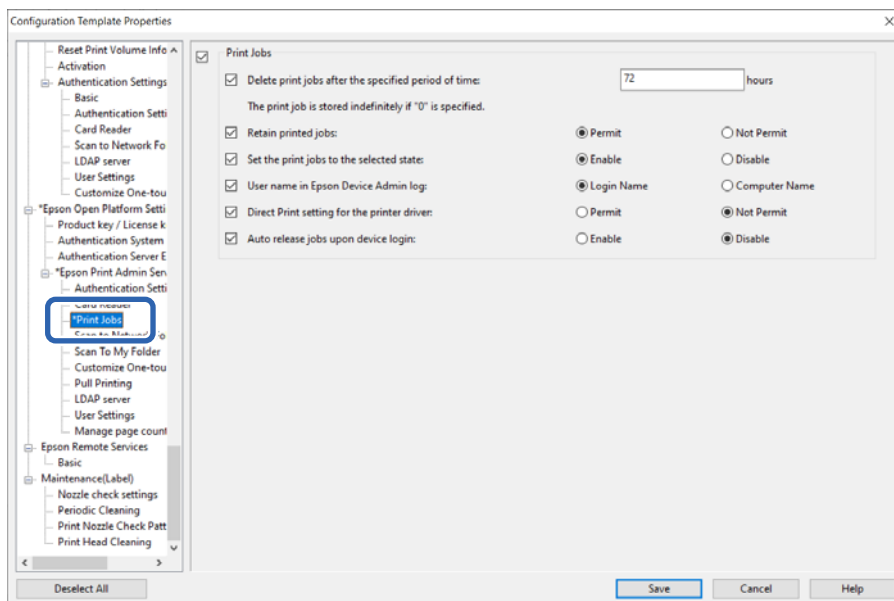 Configuration Template Properties
Reset Print Volume Info
Activation
Authentication Settings
Basic
Authentication Setti
Card Reader
Scan to Network Fo
LDAP server
User Settings
Customize One-tou
*Epson Open Platform Setti
Product key / License k
Authentication System
Authentication Server E
*Epson Print Admin Serv
Authentication Setti
Card Reader
*Print Jobs
Scan to Network Fo
Scan To My Folder
Customize One-tou
Pull Printing
LDAP server
User Settings
Manage page count
Epson Remote Services
Basic
Maintenance(Label)
Nozzle check settings
Periodic Cleaning
Print Nozzle Check Patt
Print Head Cleaning
Print Jobs
Delete print jobs after the specified period of time: 72 hours
The print job is stored indefinitely if "0" is specified.
Retain printed jobs: Permit Not Permit
Set the print jobs to the selected state: Enable Disable
User name in Epson Device Admin log: Login Name Computer Name
Direct Print setting for the printer driver: Permit Not Permit
Auto release jobs upon device login: Enable Disable
Deselect All Save Cancel Help